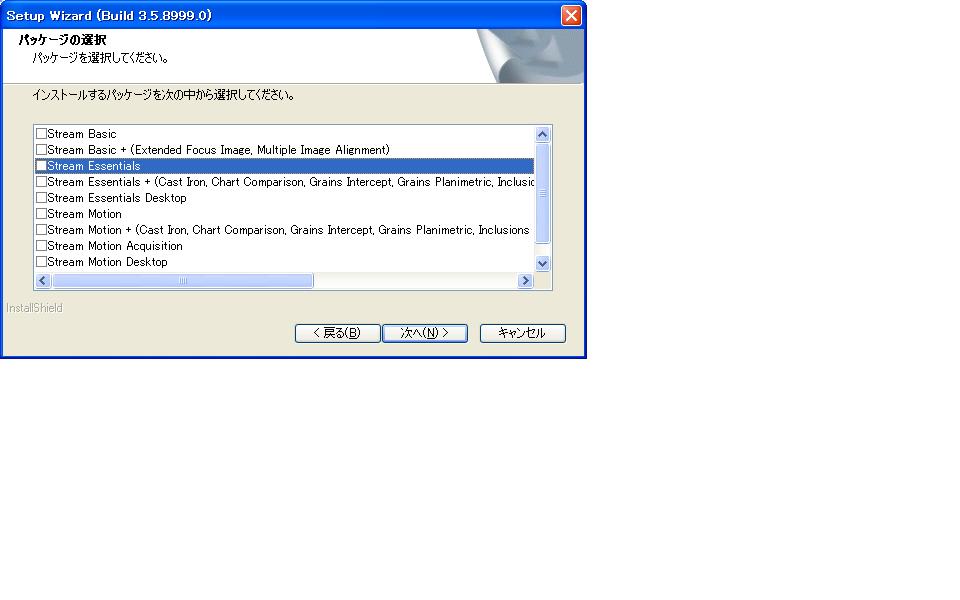 Setup Wizard (Build 3.5.8999.0)
パッケージの選択
パッケージを選択してください。
インストールするパッケージを次の中から選択してください。
Stream Basic
Stream Basic + (Extended Focus Image, Multiple Image Alignment)
Stream Essentials
Stream Essentials + (Cast Iron, Chart Comparison, Grains Intercept, Grains Planimetric, Inclusio
Stream Essentials Desktop
Stream Motion
Stream Motion + (Cast Iron, Chart Comparison, Grains Intercept, Grains Planimetric, Inclusions
Stream Motion Acquisition
Stream Motion Desktop
InstallShield
< 戻る(B) 次へ(N) > キャンセル